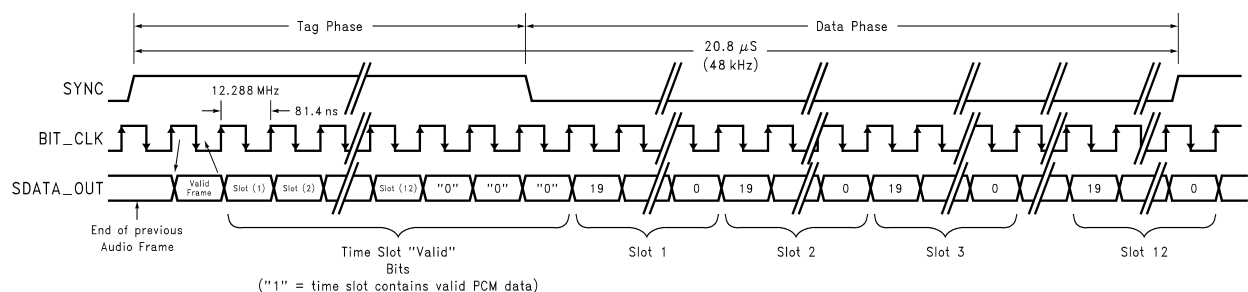 Tag Phase
Data Phase
20.8 μS
(48 kHz)
SYNC
12.288 MHz
81.4 ns
BIT_CLK
SDATA_OUT
Valid Frame
Slot (1)
Slot (2)
Slot (12)
"0"
"0"
"0"
19
0
19
0
19
0
19
0
End of previous
Audio Frame
Time Slot "Valid"
Bits
("1" = time slot contains valid PCM data)
Slot 1
Slot 2
Slot 3
Slot 12